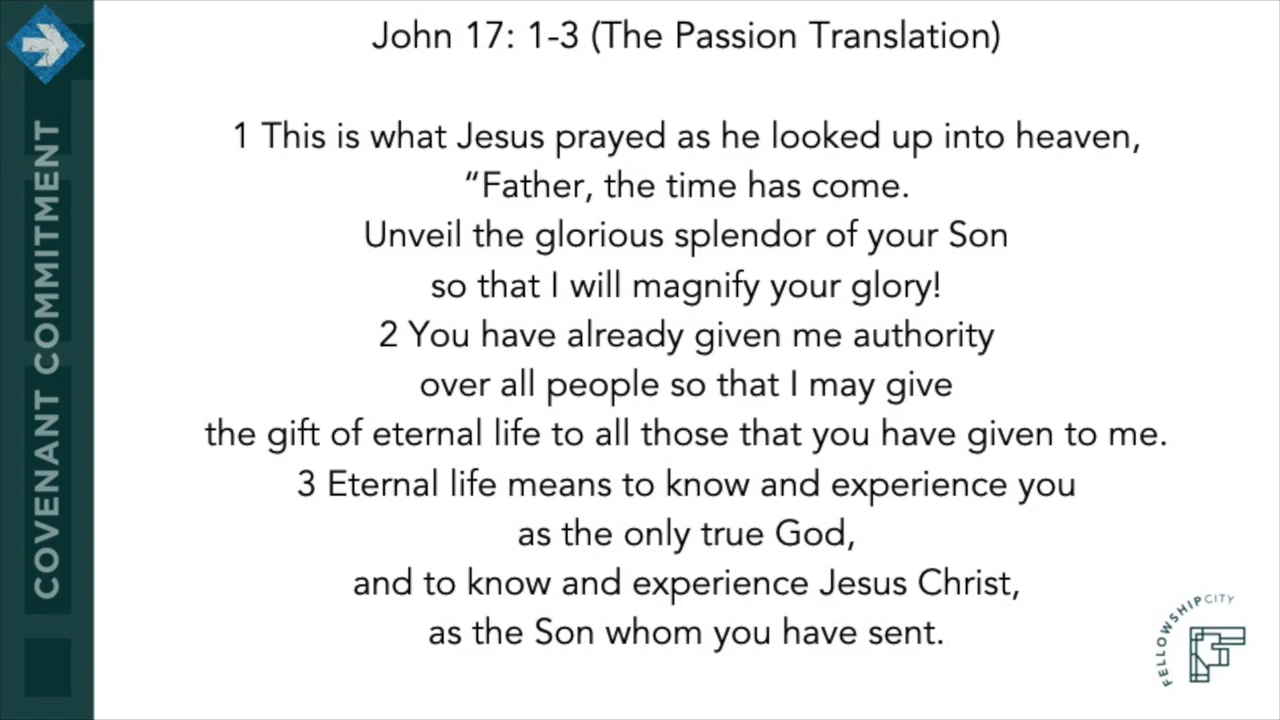 John 17: 1-3 (The Passion Translation)
1 This is what Jesus prayed as he looked up into heaven,
“Father, the time has come.
Unveil the glorious splendor of your Son
so that I will magnify your glory!
2 You have already given me authority
over all people so that I may give
the gift of eternal life to all those that you have given to me.
3 Eternal life means to know and experience you
as the only true God,
and to know and experience Jesus Christ,
as the Son whom you have sent.
COVENANT COMMITMENT
FELLOWSHIPCITY